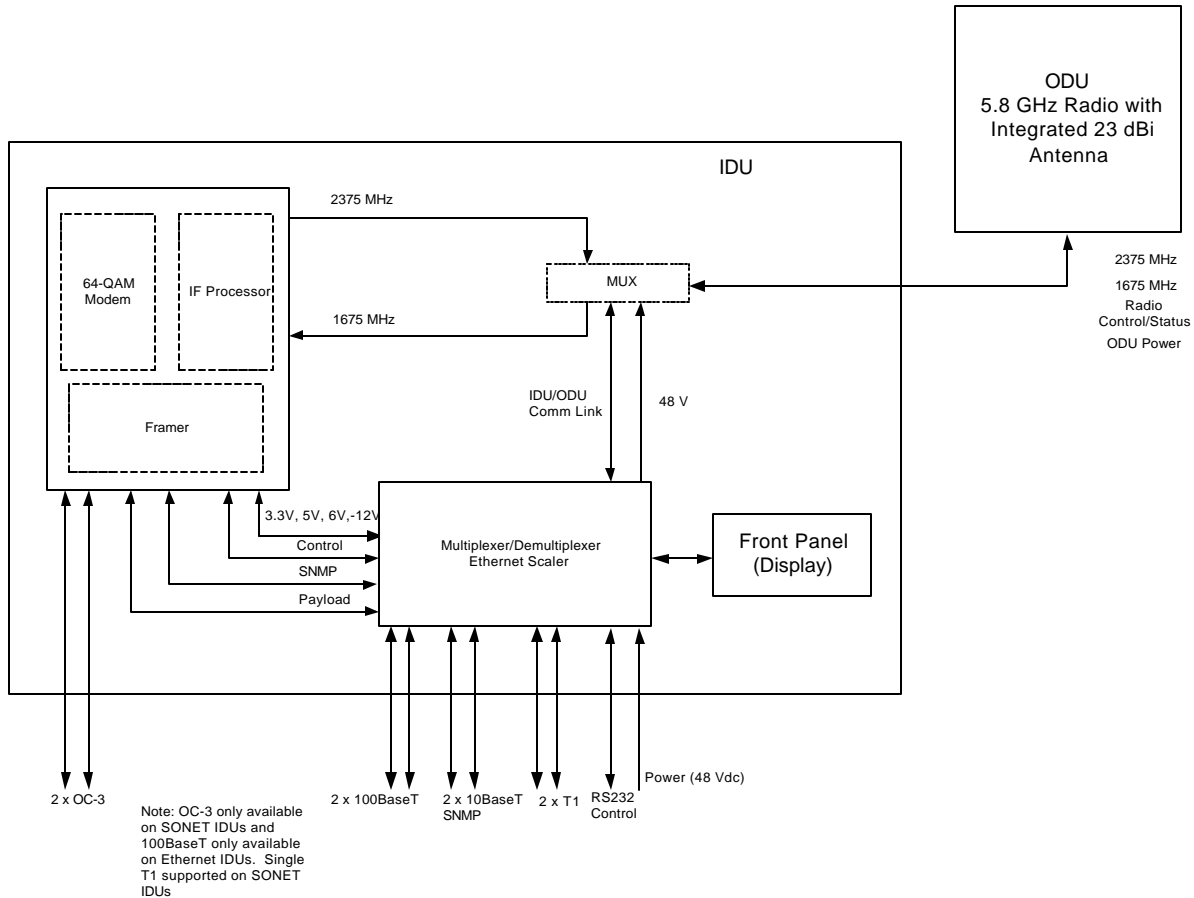 ODU
5.8 GHz Radio with
Integrated 23 dBi
Antenna
IDU
2375 MHz
64-QAM
Modem
IF Processor
MUX
2375 MHz
1675 MHz
Radio
Control/Status
ODU Power
1675 MHz
IDU/ODU
Comm Link
48 V
Framer
3.3V, 5V, 6V,-12V
Control
SNMP
Payload
Multiplexer/Demultiplexer
Ethernet Scaler
Front Panel
(Display)
2 x OC-3
2 x 100BaseT
2 x 10BaseT
SNMP
2 x T1
RS232
Control
Power (48 Vdc)
Note: OC-3 only available
on SONET IDUs and
100BaseT only available
on Ethernet IDUs.  Single
T1 supported on SONET
IDUs